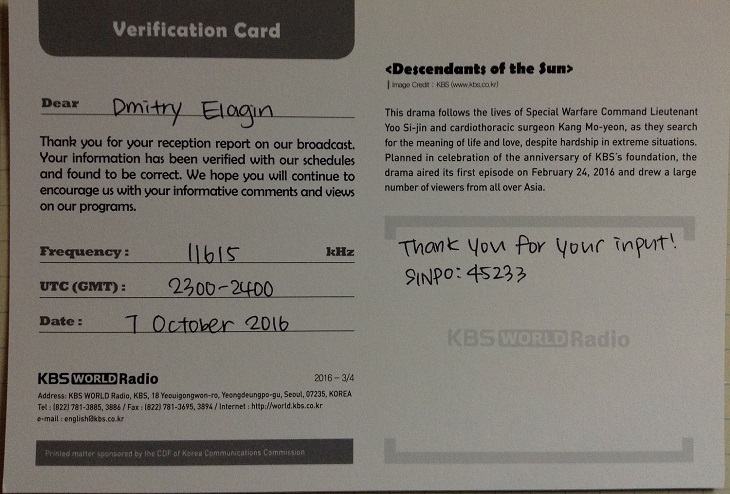 Verification Card
Dear Dmitry Elagin
Thank you for your reception report on our broadcast.
Your information has been verified with our schedules
and found to be correct. We hope you will continue to
encourage us with your informative comments and views
on our programs.
Frequency : 11615 kHz
UTC (GMT) : 2300-2400
Date : 7 October 2016
KBS WORLD Radio 2016 – 3/4
Address: KBS WORLD Radio, KBS, 18 Yeouigongwon-ro, Yeongdeungpo-gu, Seoul, 07235, KOREA
Tel : (822) 781-3885, 3886 / Fax : (822) 781-3695, 3894 / Internet : http://world.kbs.co.kr
e-mail : english@kbs.co.kr
Printed matter sponsored by the CDF of Korea Communications Commission
<Descendants of the Sun>
Image Credit : KBS (www.kbs.co.kr)
This drama follows the lives of Special Warfare Command Lieutenant
Yoo Si-jin and cardiothoracic surgeon Kang Mo-yeon, as they search
for the meaning of life and love, despite hardship in extreme situations.
Planned in celebration of the anniversary of KBS's foundation, the
drama aired its first episode on February 24, 2016 and drew a large
number of viewers from all over Asia.
Thank you for your input!
SINPO: 45233
KBS WORLD Radio